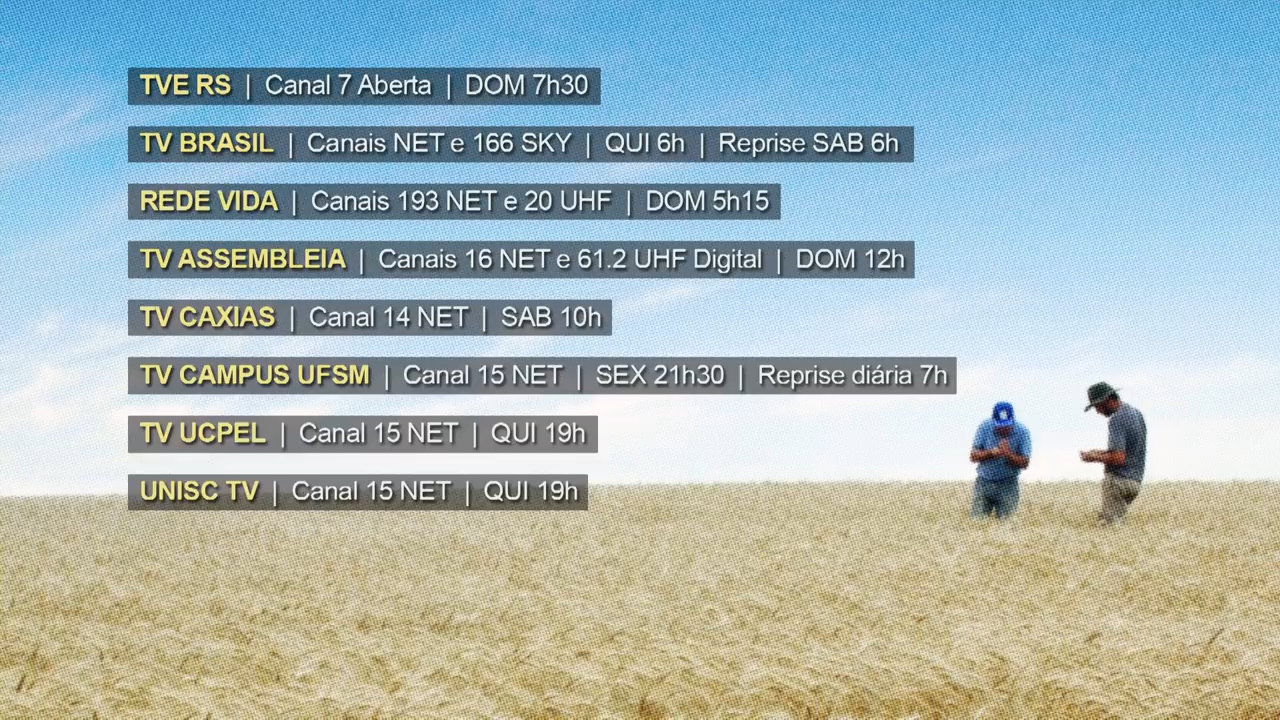 TVE RS | Canal 7 Aberta | DOM 7h30
TV BRASIL | Canais NET e 166 SKY | QUI 6h | Reprise SAB 6h
REDE VIDA | Canais 193 NET e 20 UHF | DOM 5h15
TV ASSEMBLEIA | Canais 16 NET e 61.2 UHF Digital | DOM 12h
TV CAXIAS | Canal 14 NET | SAB 10h
TV CAMPUS UFSM | Canal 15 NET | SEX 21h30 | Reprise diária 7h
TV UCPEL | Canal 15 NET | QUI 19h
UNISC TV | Canal 15 NET | QUI 19h